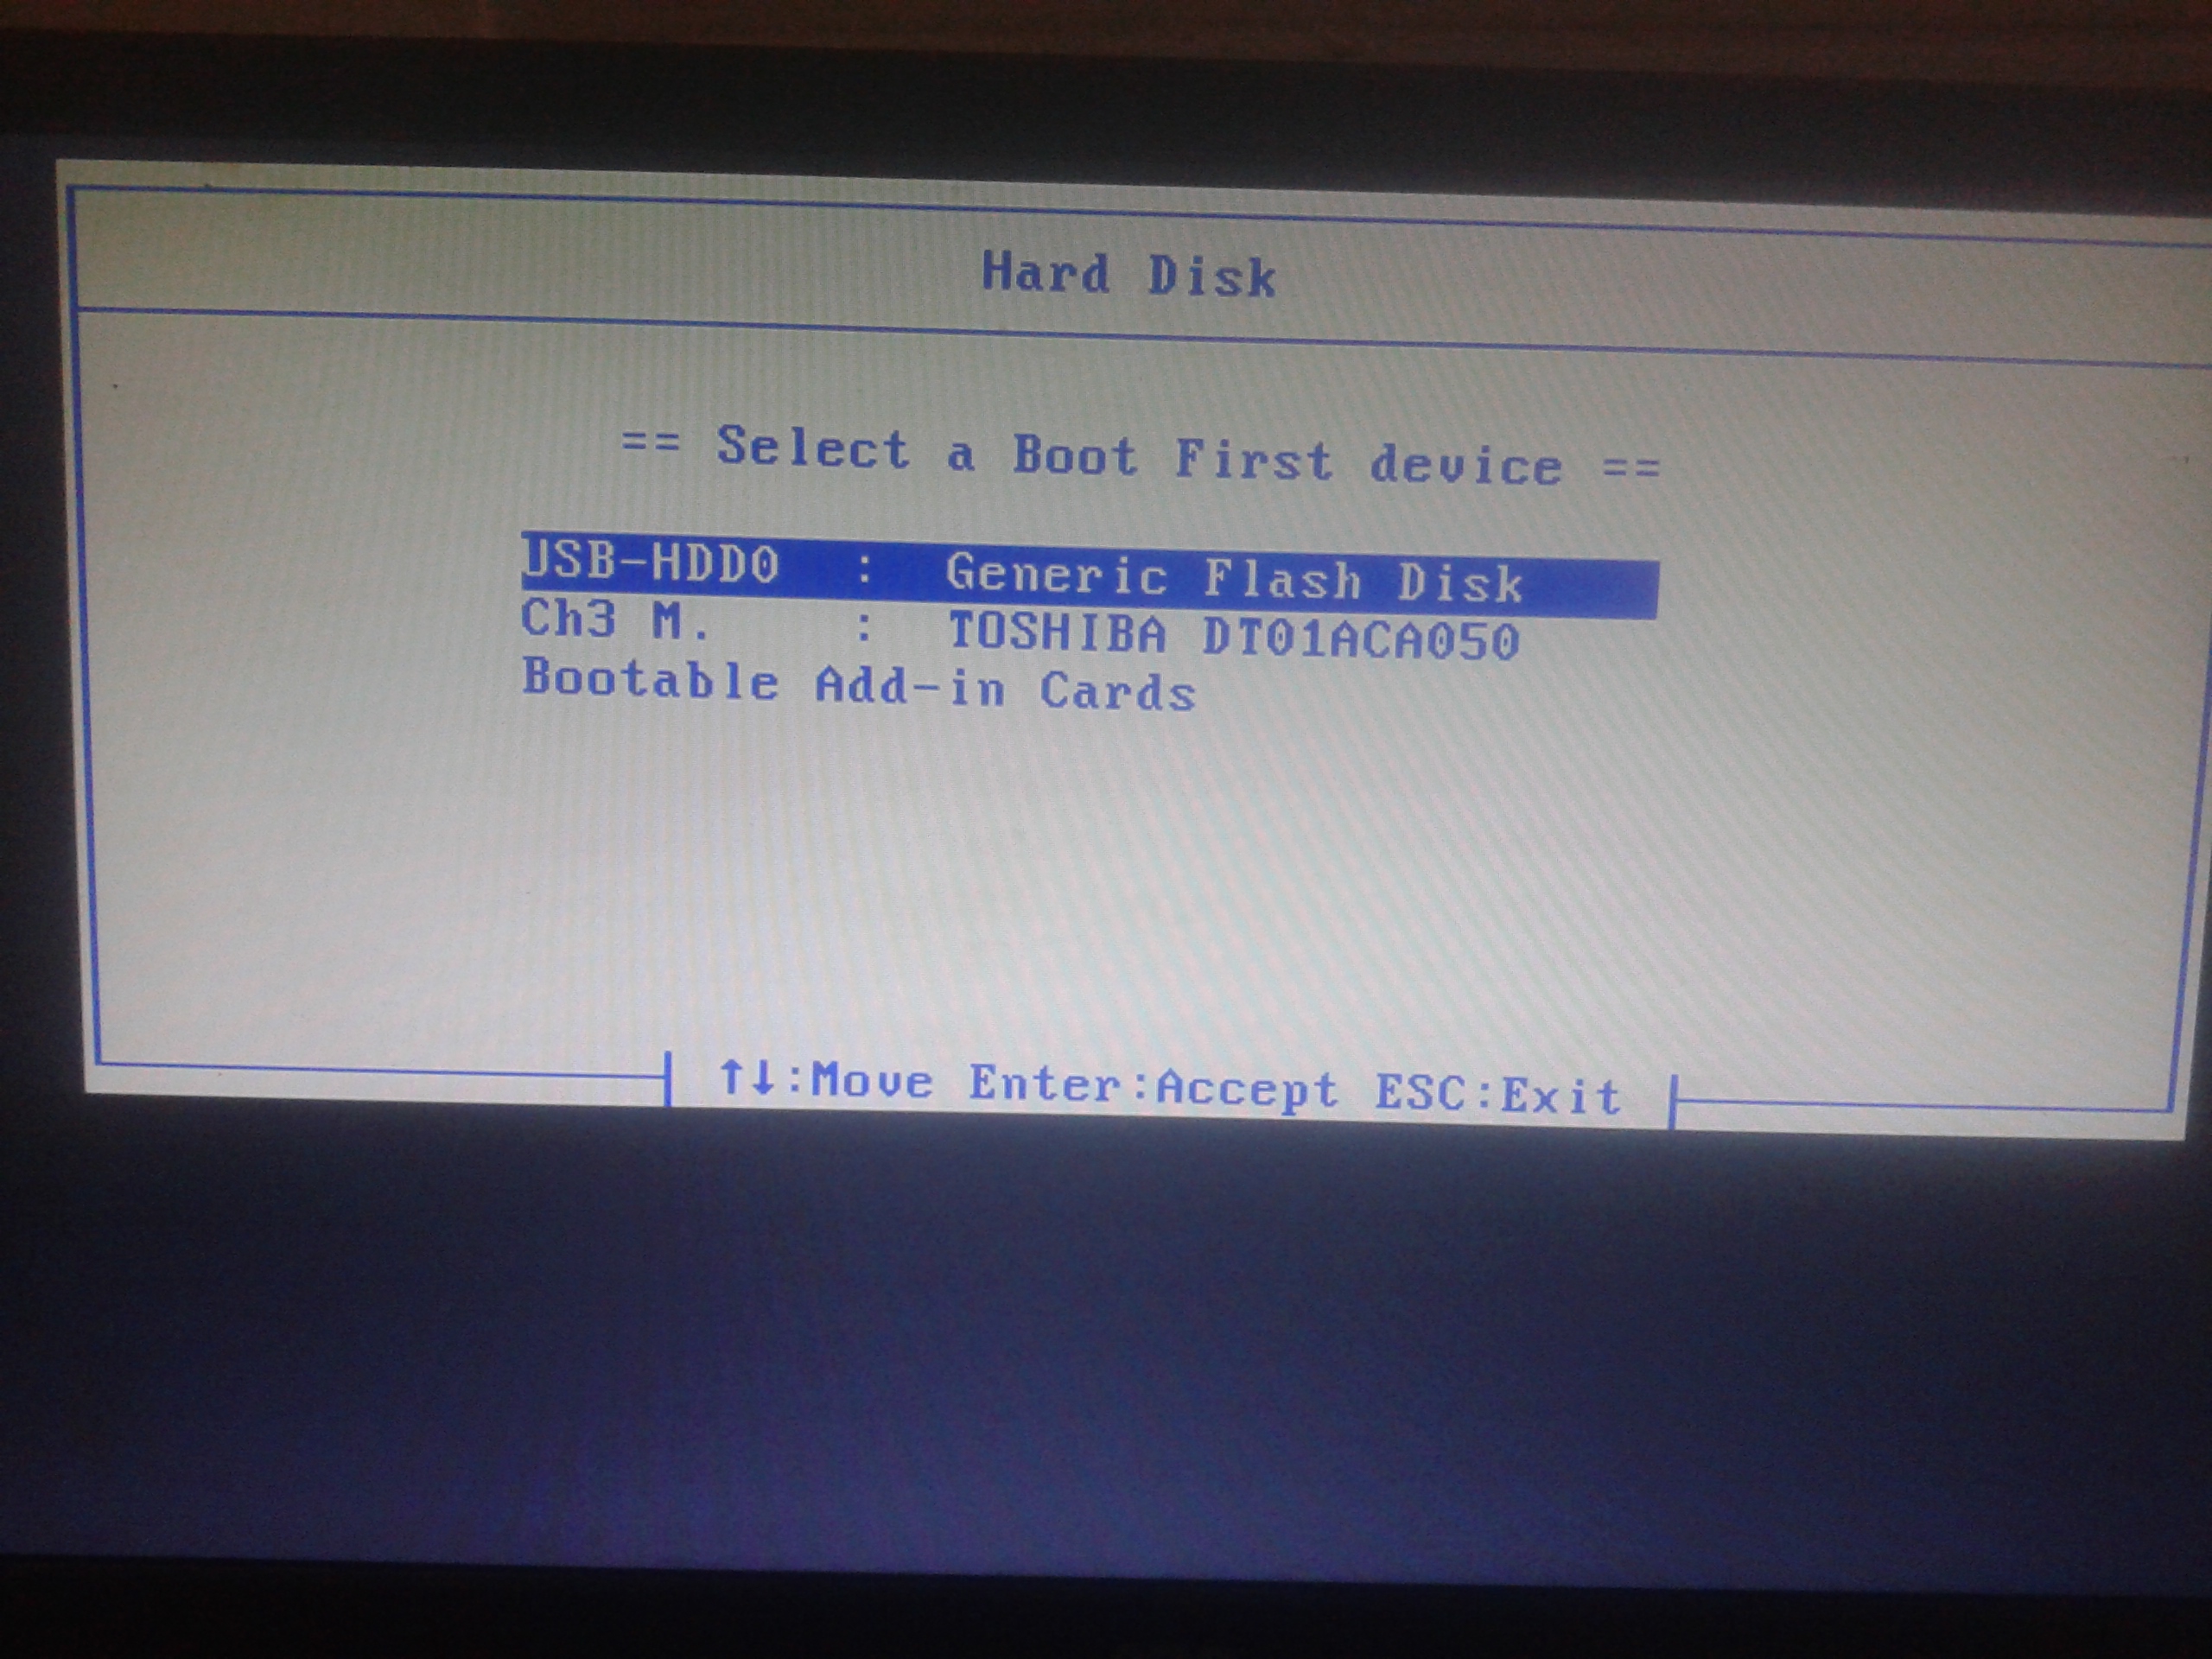 Hard Disk
== Select a Boot First device ==
USB-HDD0 : Generic Flash Disk
Ch3 M. : TOSHIBA DT01ACA050
Bootable Add-in Cards
↑↓:Move Enter:Accept ESC:Exit